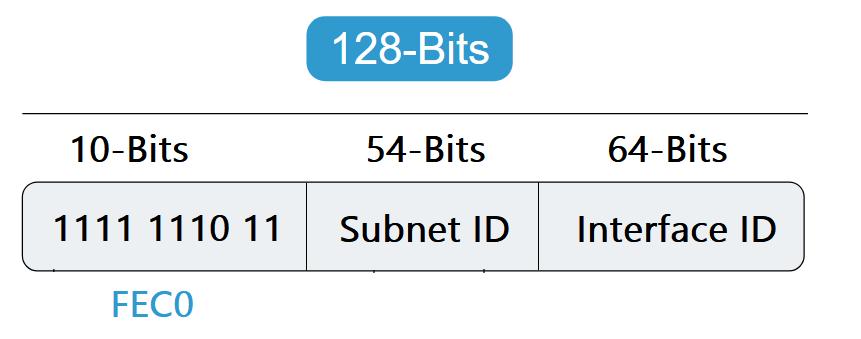 128-Bits
10-Bits 54-Bits 64-Bits
1111 1110 11 Subnet ID Interface ID
FEC0